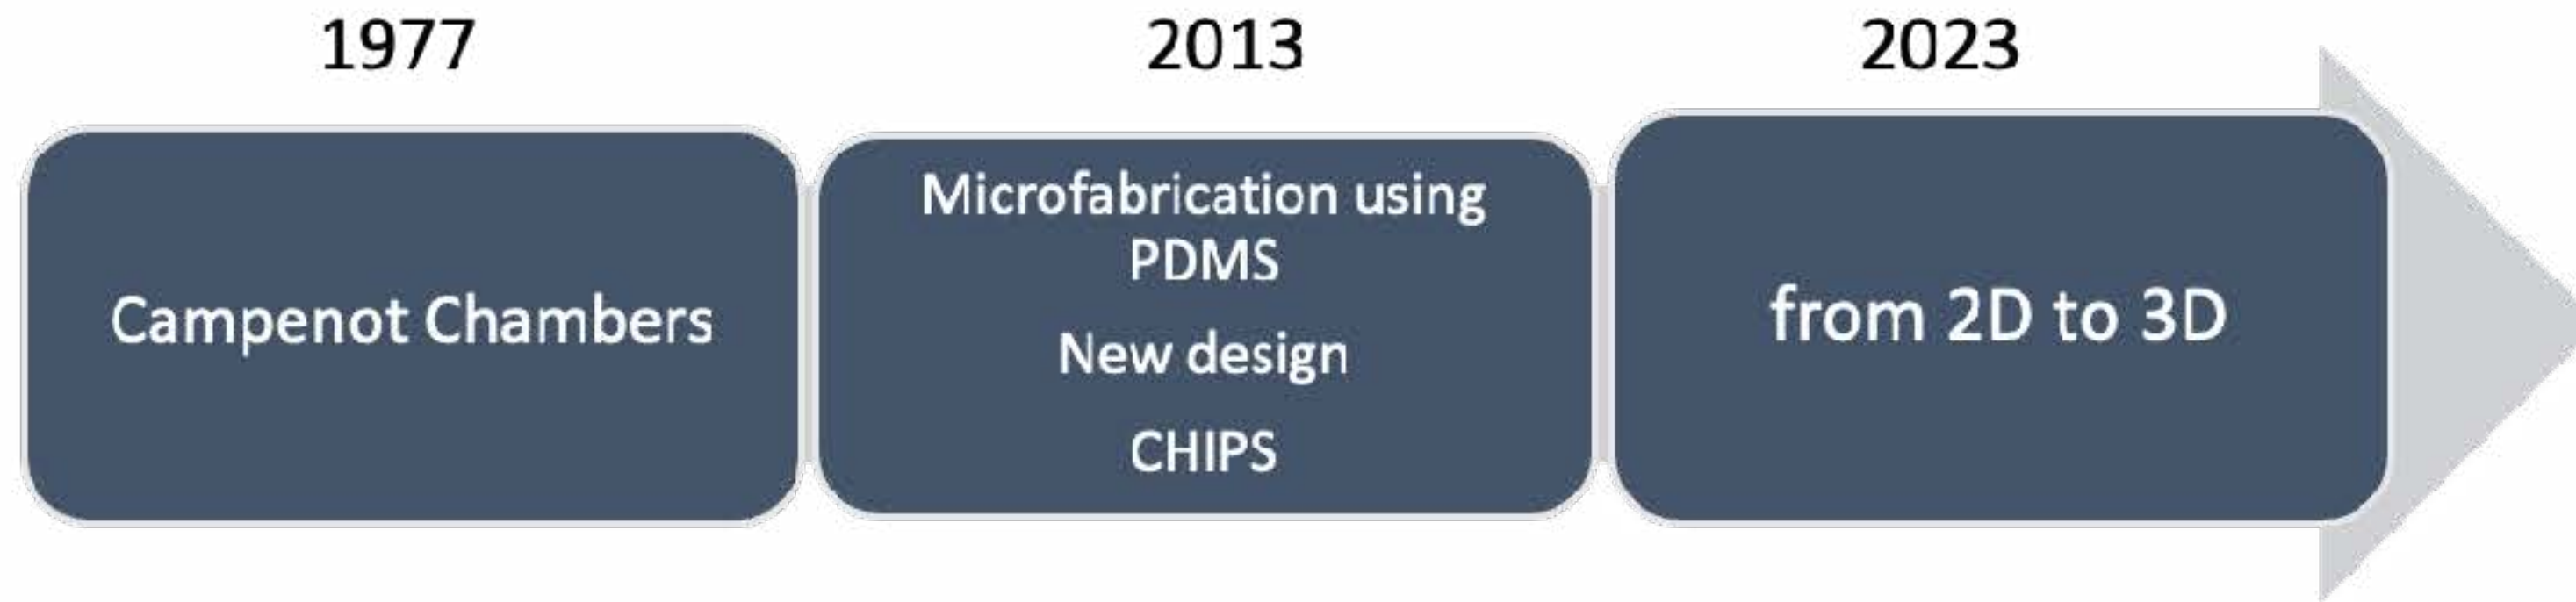 1977
2013
2023
Campenot Chambers
Microfabrication using
PDMS
New design
CHIPS
from 2D to 3D